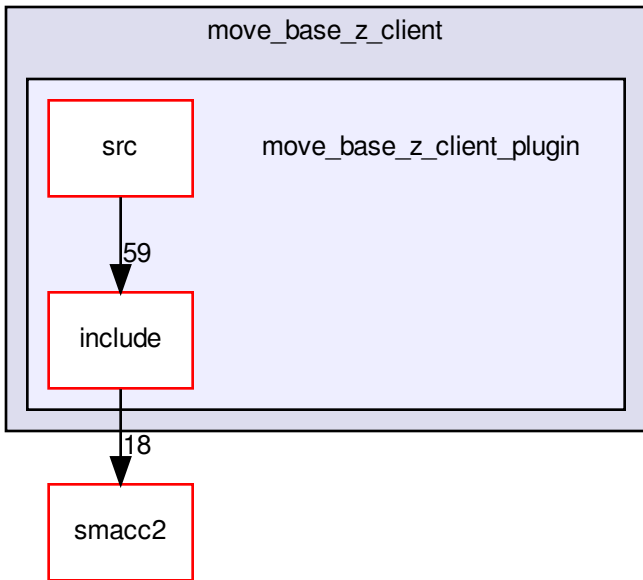 move_base_z_client
src
move_base_z_client_plugin
59
include
18
smacc2